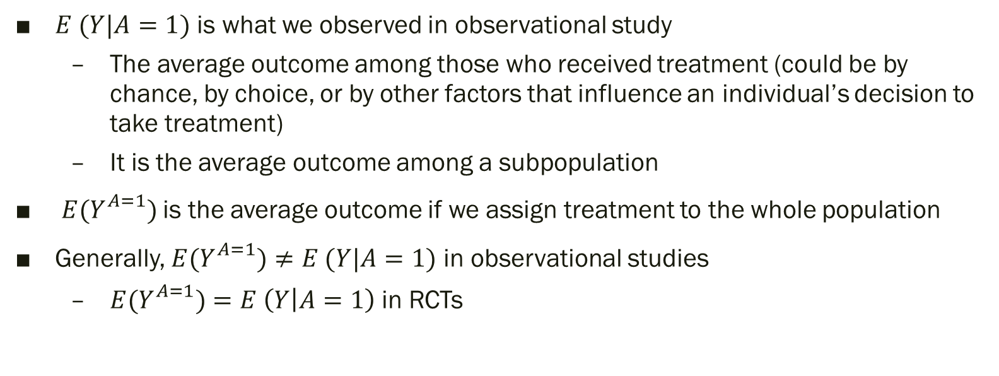 ■ E (Y|A = 1) is what we observed in observational study
– The average outcome among those who received treatment (could be by
chance, by choice, or by other factors that influence an individual’s decision to
take treatment)
– It is the average outcome among a subpopulation
■ E(Y^{A=1}) is the average outcome if we assign treatment to the whole population
■ Generally, E(Y^{A=1}) ≠ E (Y|A = 1) in observational studies
– E(Y^{A=1}) = E (Y|A = 1) in RCTs